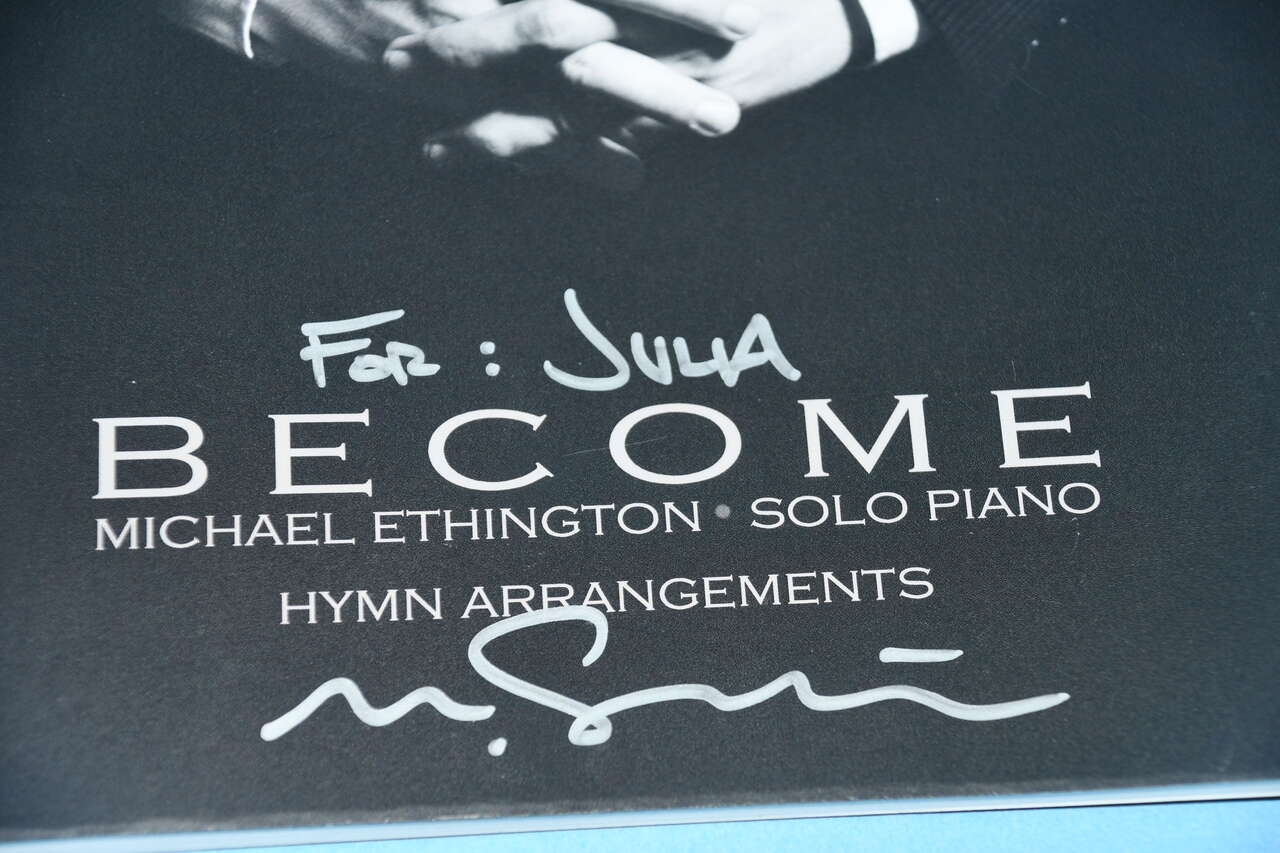 FOR: JULIA
BECOME
MICHAEL ETHINGTON • SOLO PIANO
HYMN ARRANGEMENTS